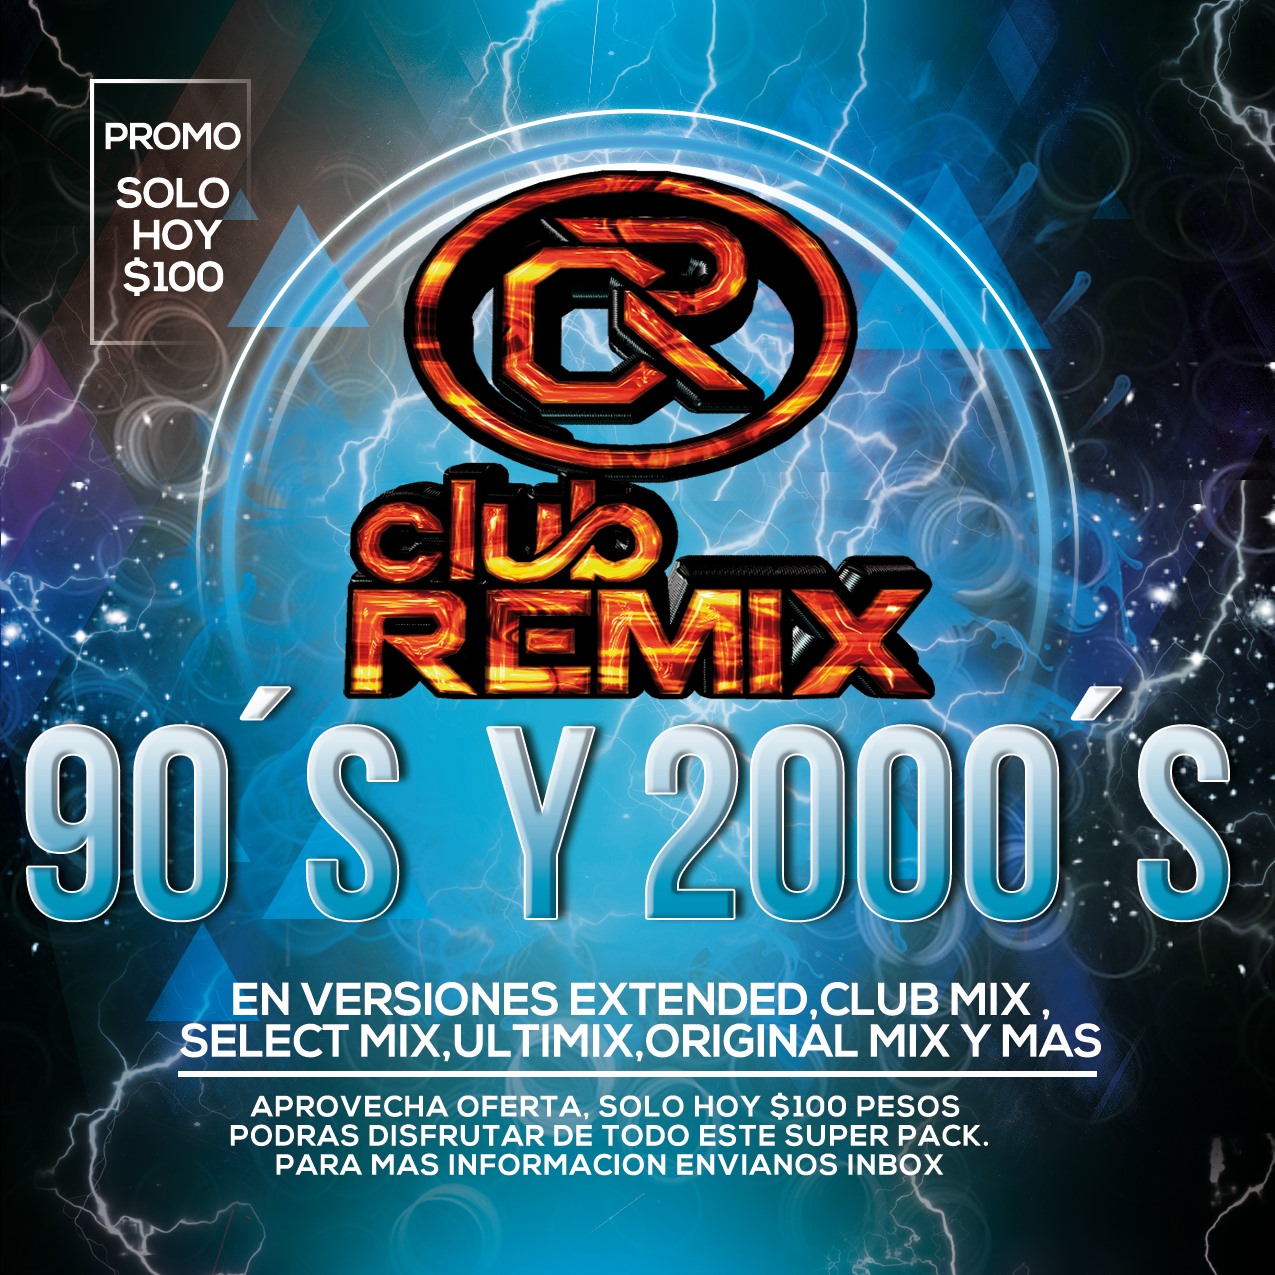 PROMO
SOLO
HOY
$100
CR
club
REMIX
90´S Y 2000´S
EN VERSIONES EXTENDED,CLUB MIX ,
SELECT MIX,ULTIMIX,ORIGINAL MIX Y MAS
APROVECHA OFERTA, SOLO HOY $100 PESOS
PODRAS DISFRUTAR DE TODO ESTE SUPER PACK.
PARA MAS INFORMACION ENVIANOS INBOX